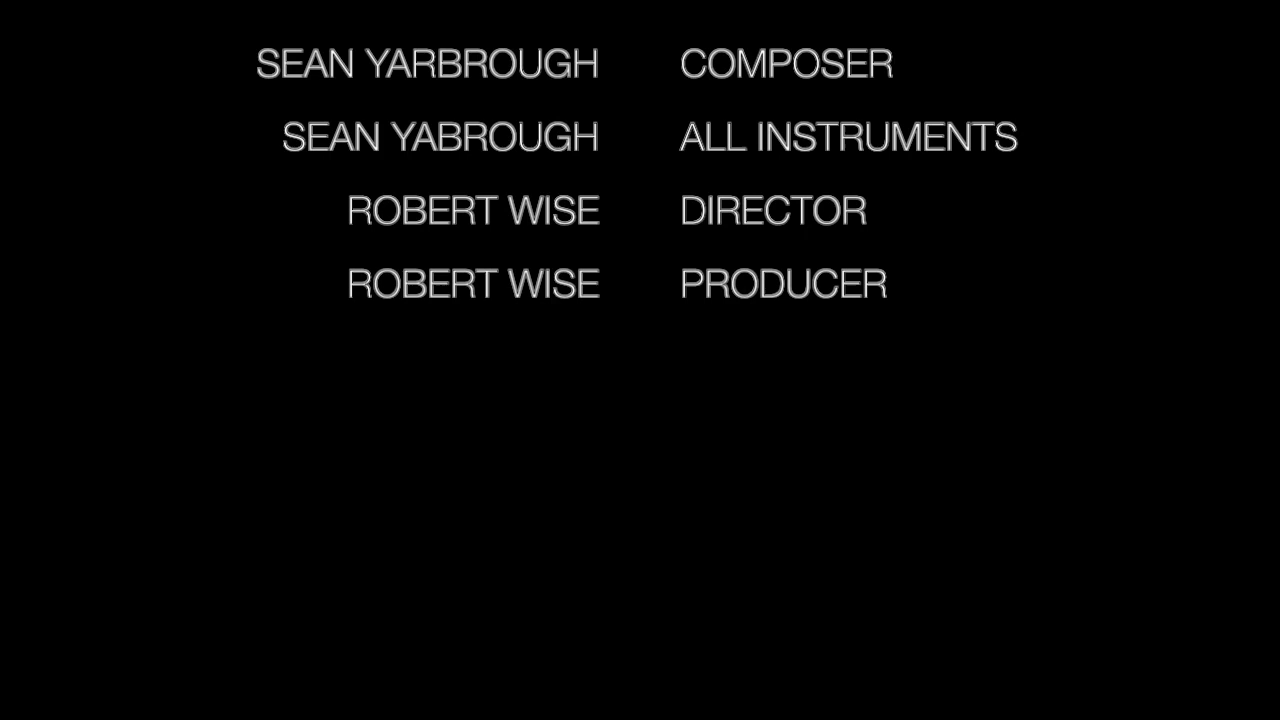 SEAN YARBROUGH COMPOSER
SEAN YABROUGH ALL INSTRUMENTS
ROBERT WISE DIRECTOR
ROBERT WISE PRODUCER